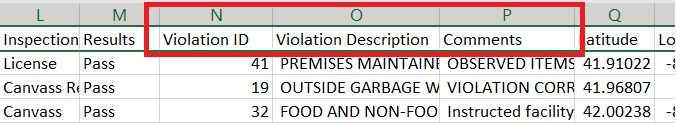 L M N O P Q
Inspection Results Violation ID Violation Description Comments Latitude Lo
License Pass 41 PREMISES MAINTAINE OBSERVED ITEMS 41.91022 -8
Canvass Re Pass 19 OUTSIDE GARBAGE W VIOLATION CORR 41.96807 -8
Canvass Pass 32 FOOD AND NON-FOO Instructed facility 42.00238 -8